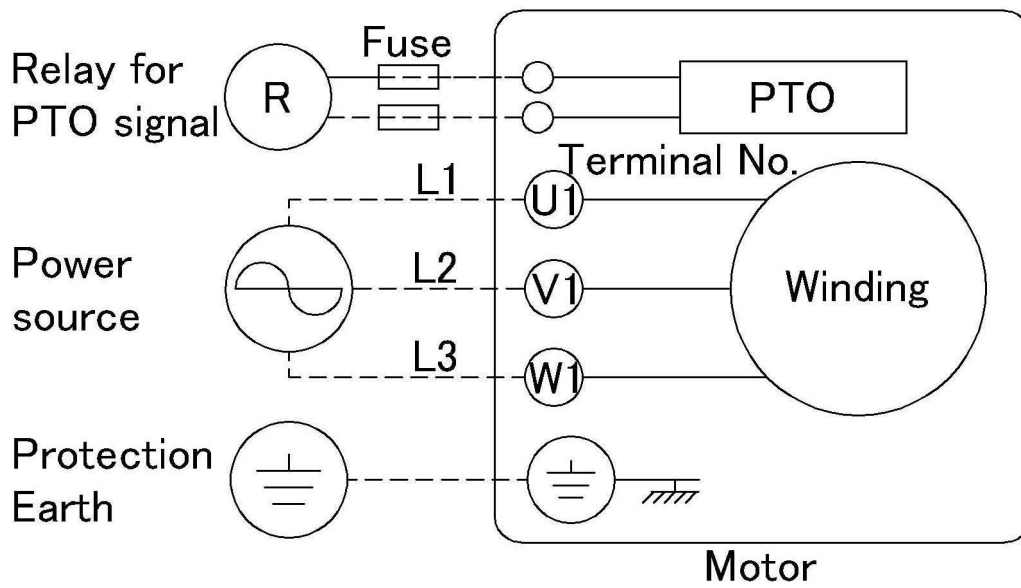 Fuse
Relay for
PTO signal
R
PTO
Terminal No.
L1
U1
Power
source
L2
V1
Winding
L3
W1
Protection
Earth
Motor